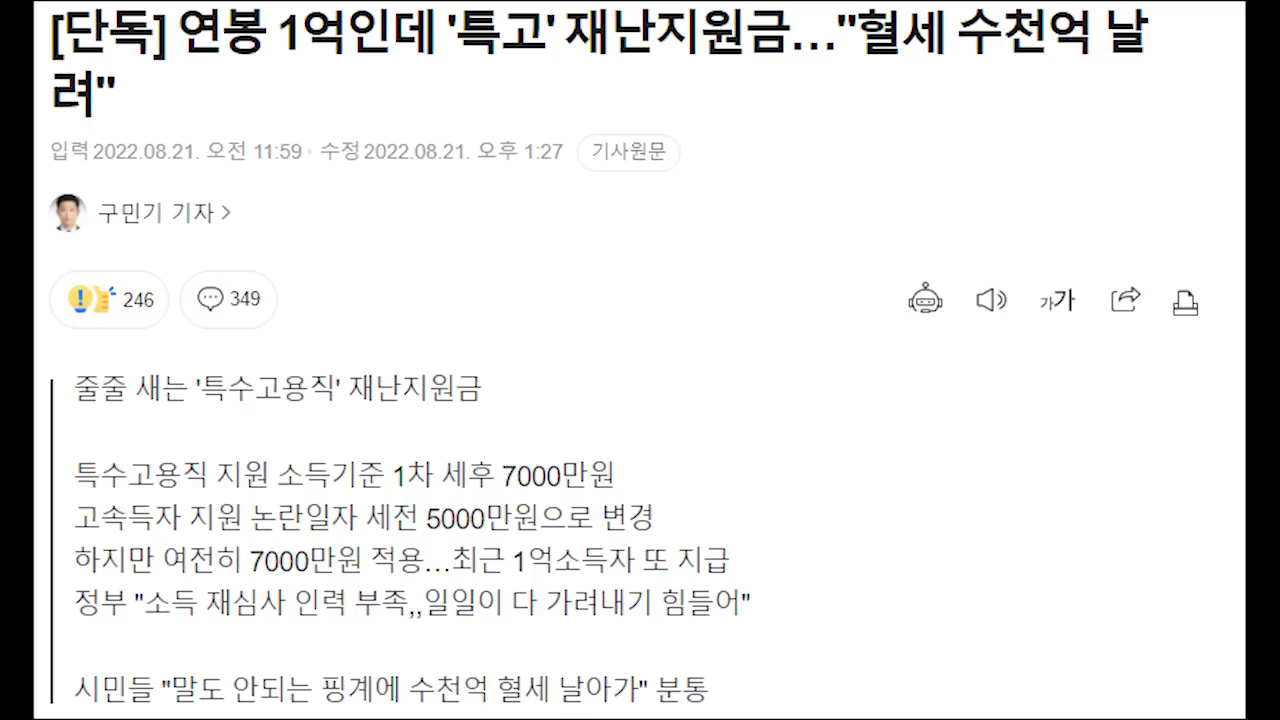 [단독] 연봉 1억인데 '특고' 재난지원금…"혈세 수천억 날
려"
입력 2022.08.21. 오전 11:59 · 수정 2022.08.21. 오후 1:27 기사원문
구민기 기자 >
246 349 가가
줄줄 새는 '특수고용직' 재난지원금
특수고용직 지원 소득기준 1차 세후 7000만원
고속득자 지원 논란일자 세전 5000만원으로 변경
하지만 여전히 7000만원 적용…최근 1억소득자 또 지급
정부 "소득 재심사 인력 부족,,일일이 다 가려내기 힘들어"
시민들 "말도 안되는 핑계에 수천억 혈세 날아가" 분통